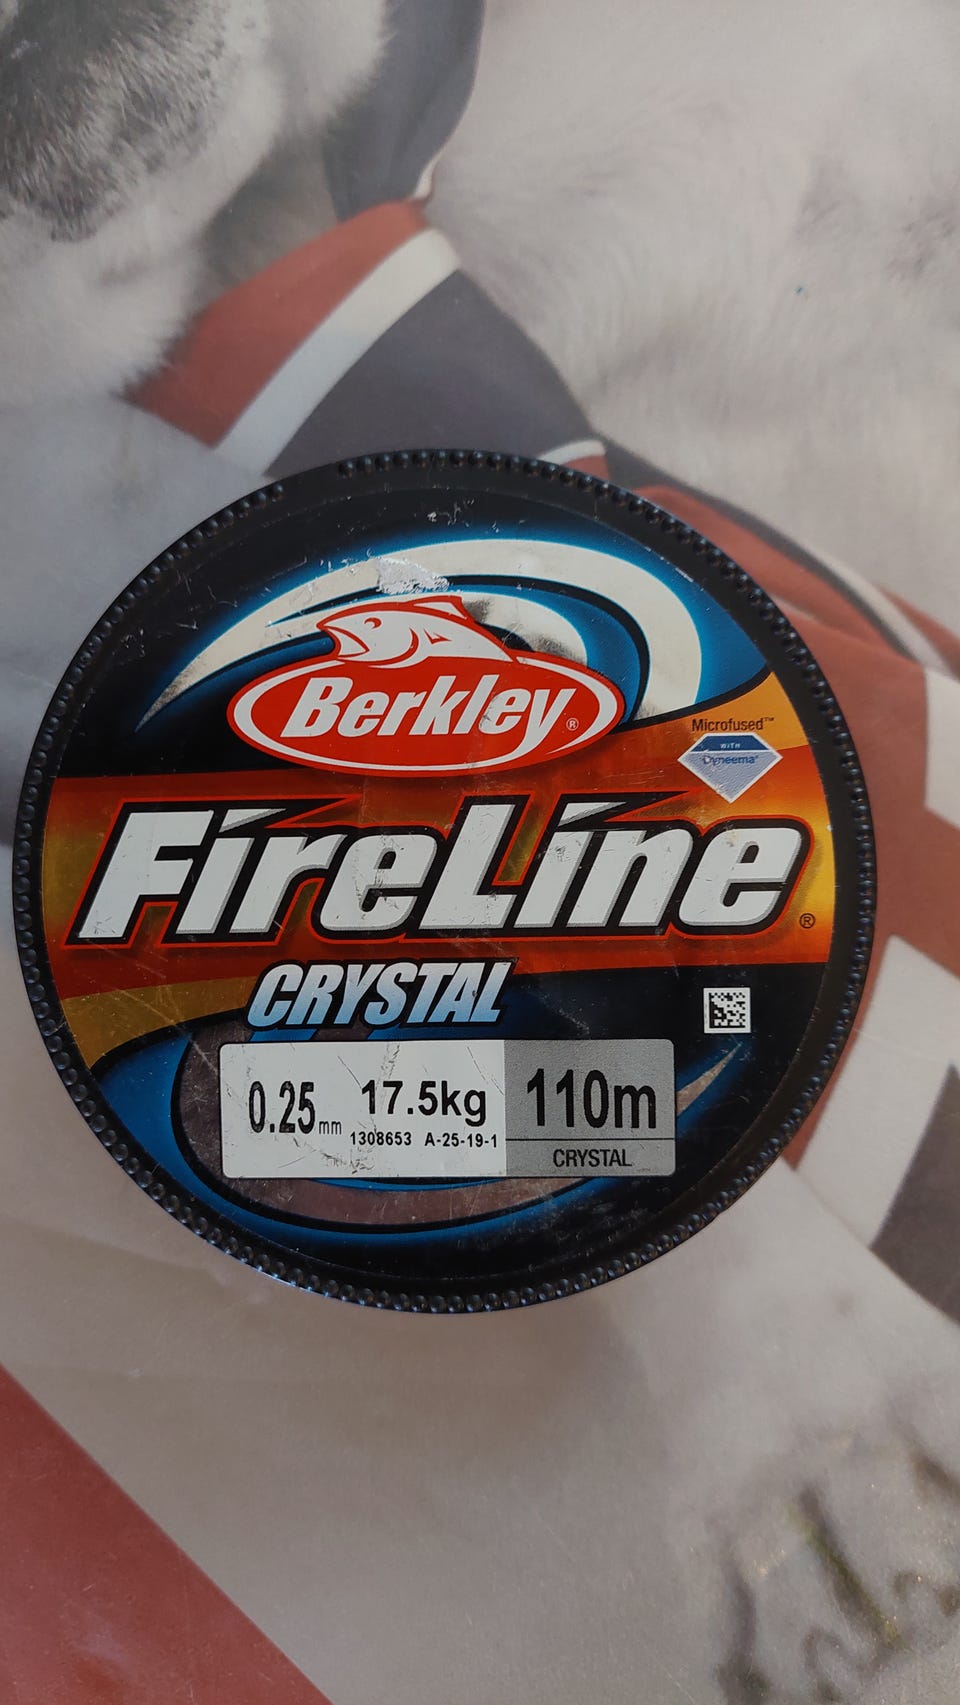 Berkley®
Microfused™
WITH
Dyneema®
FireLine®
CRYSTAL
0.25mm 17.5kg 110m
1308653 A-25-19-1
CRYSTAL